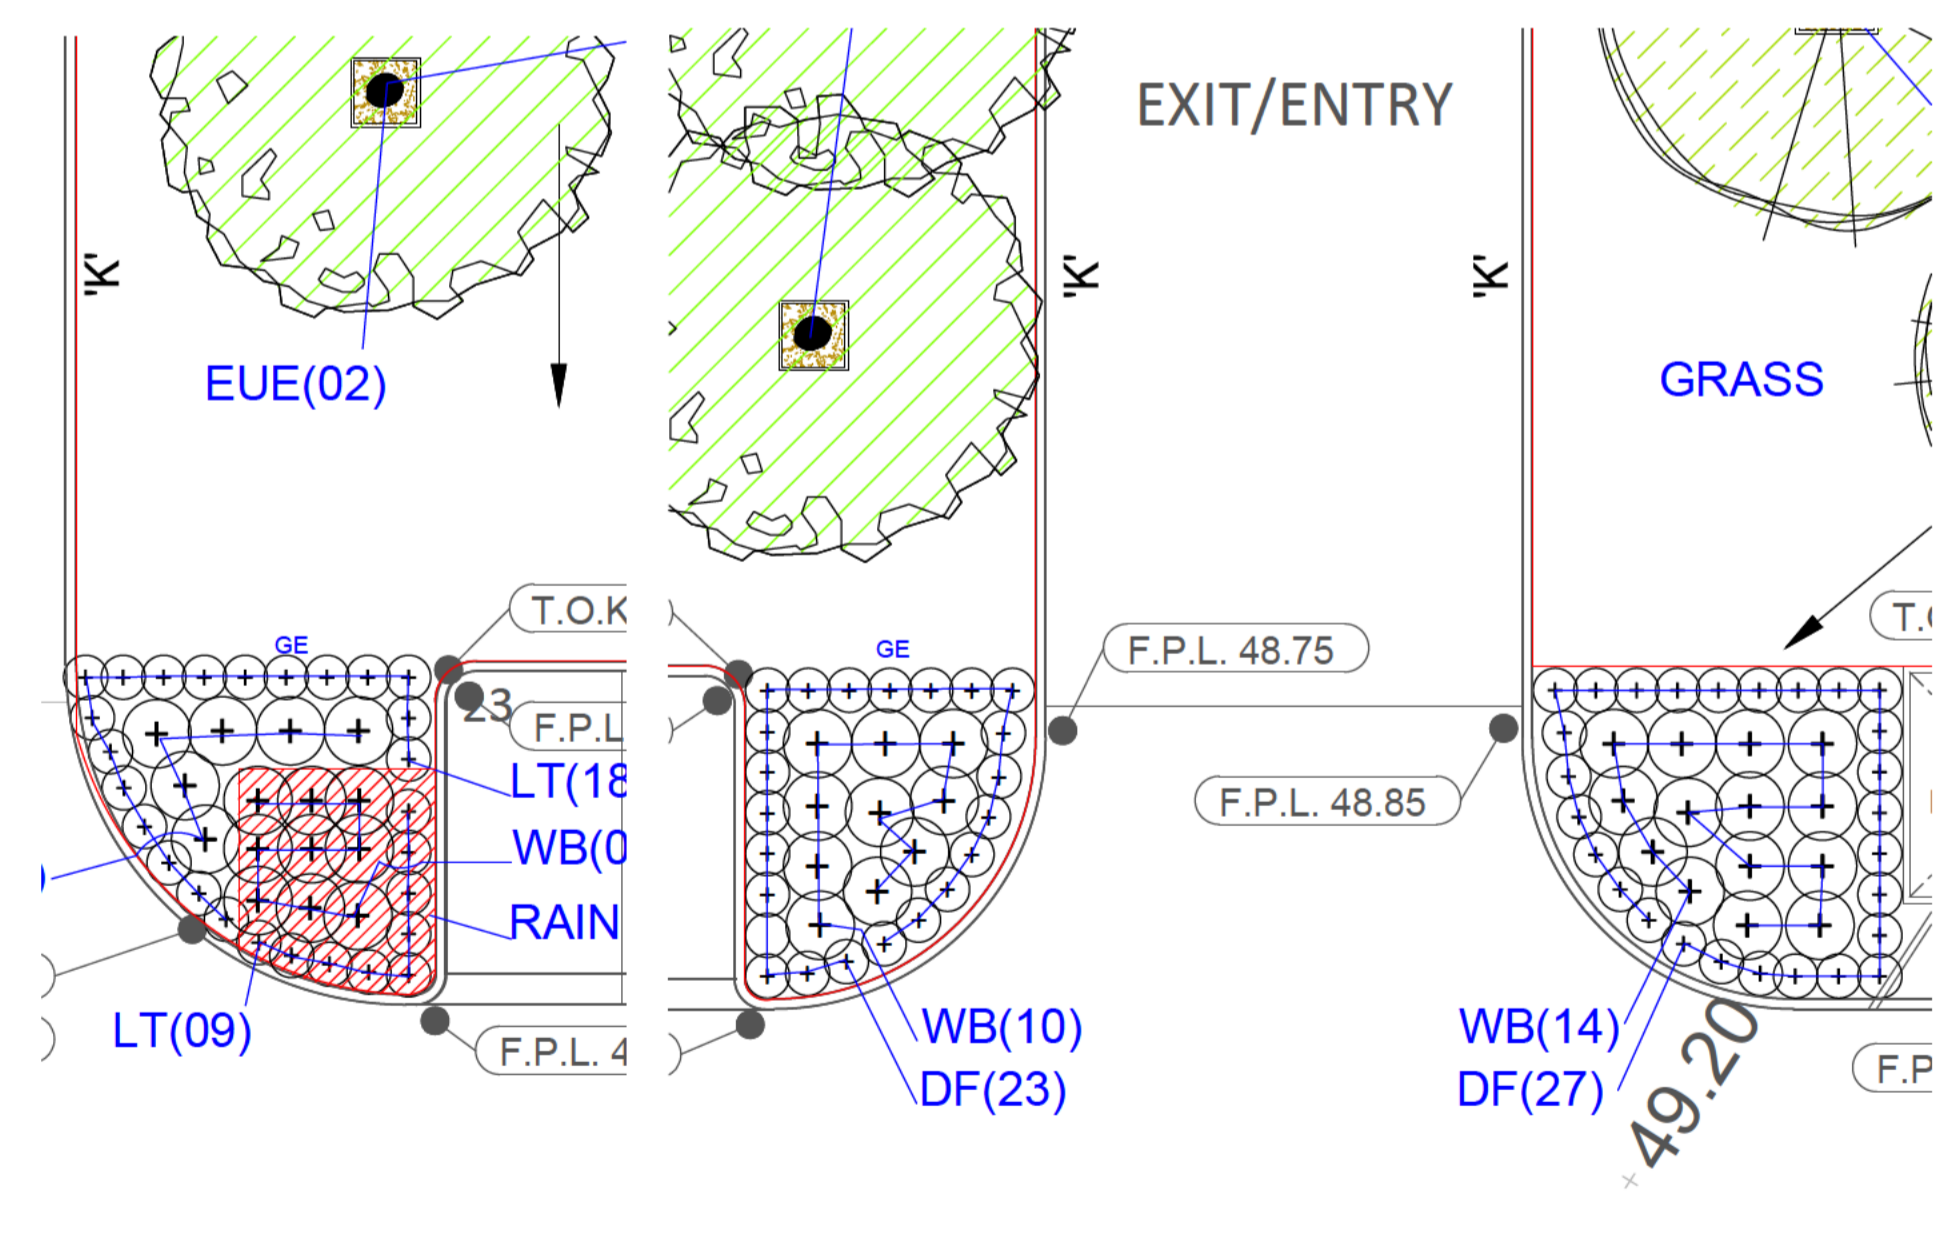 EXIT/ENTRY
'K'
'K'
'K'
EUE(02)
GRASS
T.O.K
GE
GE
F.P.L. 48.75
23
F.P.L
LT(18
F.P.L. 48.85
WB(0
RAIN
LT(09)
WB(10)
WB(14)
F.P.L. 4
DF(23)
DF(27)
49.20
F.P